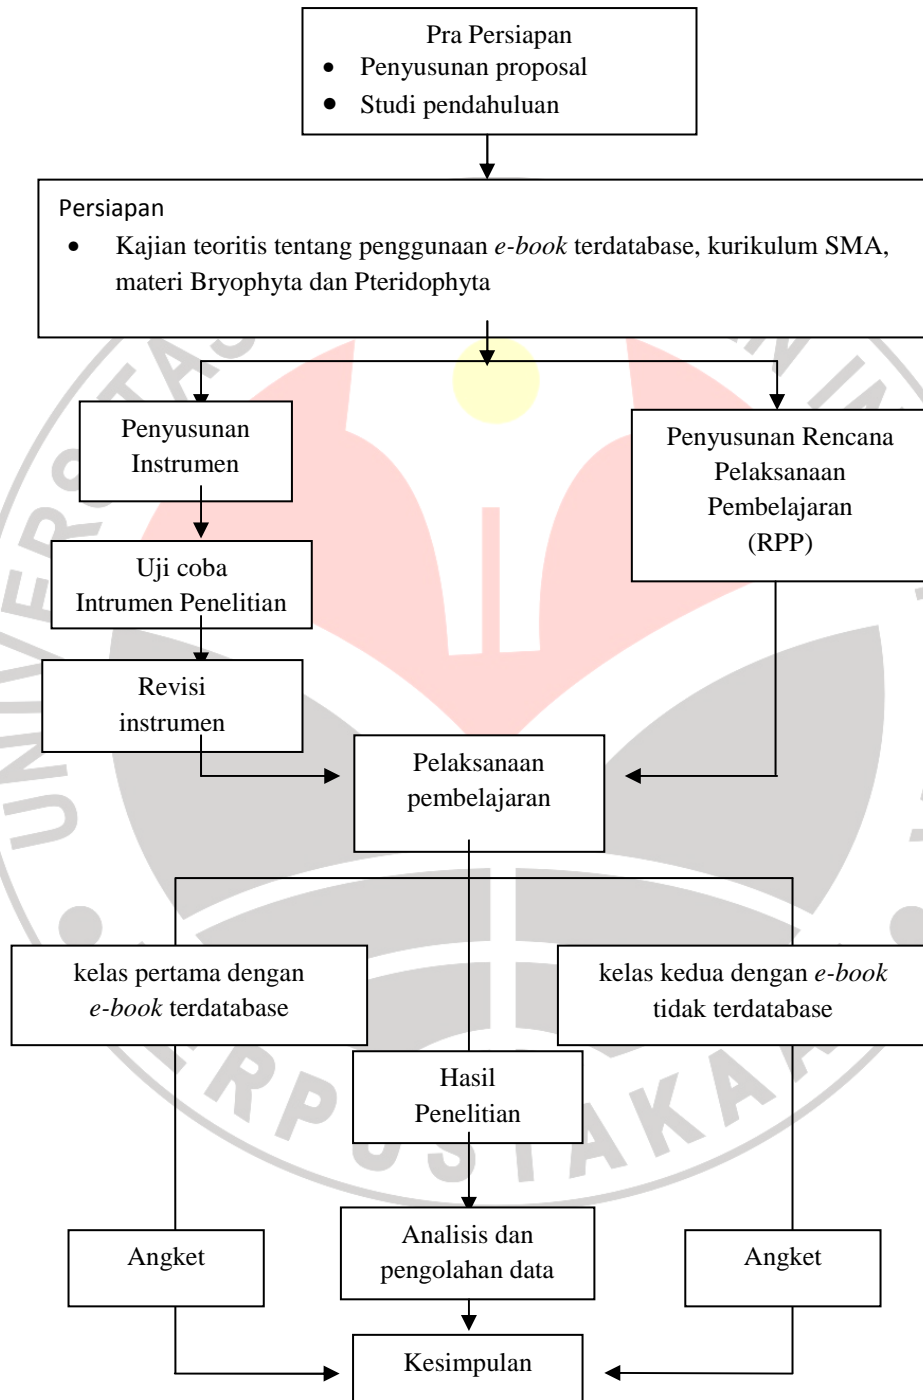 Pra Persiapan
• Penyusunan proposal
• Studi pendahuluan
Persiapan
• Kajian teoritis tentang penggunaan e-book terdatabase, kurikulum SMA,
materi Bryophyta dan Pteridophyta
Penyusunan
Instrumen
Penyusunan Rencana
Pelaksanaan
Pembelajaran
(RPP)
Uji coba
Intrumen Penelitian
Revisi
instrumen
Pelaksanaan
pembelajaran
kelas pertama dengan
e-book terdatabase
kelas kedua dengan e-book
tidak terdatabase
Hasil
Penelitian
Angket
Analisis dan
pengolahan data
Angket
Kesimpulan